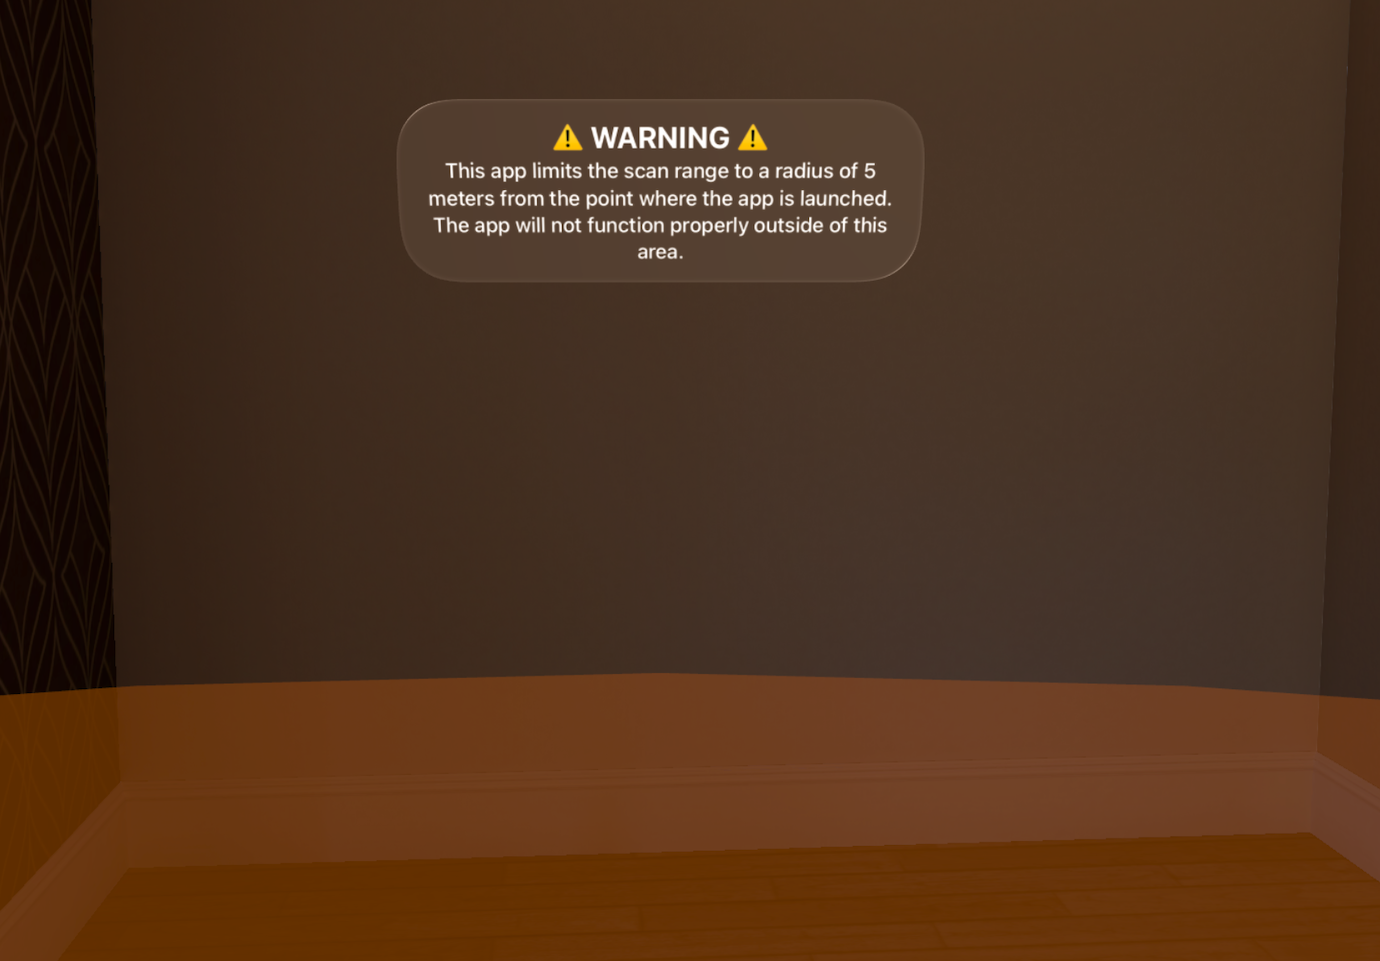 ⚠️ WARNING ⚠️
This app limits the scan range to a radius of 5
meters from the point where the app is launched.
The app will not function properly outside of this
area.